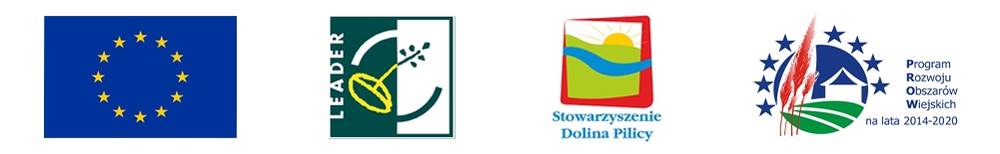 LEADER
Stowarzyszenie
Dolina Pilicy
Program
Rozwoju
Obszarów
Wiejskich
na lata 2014-2020